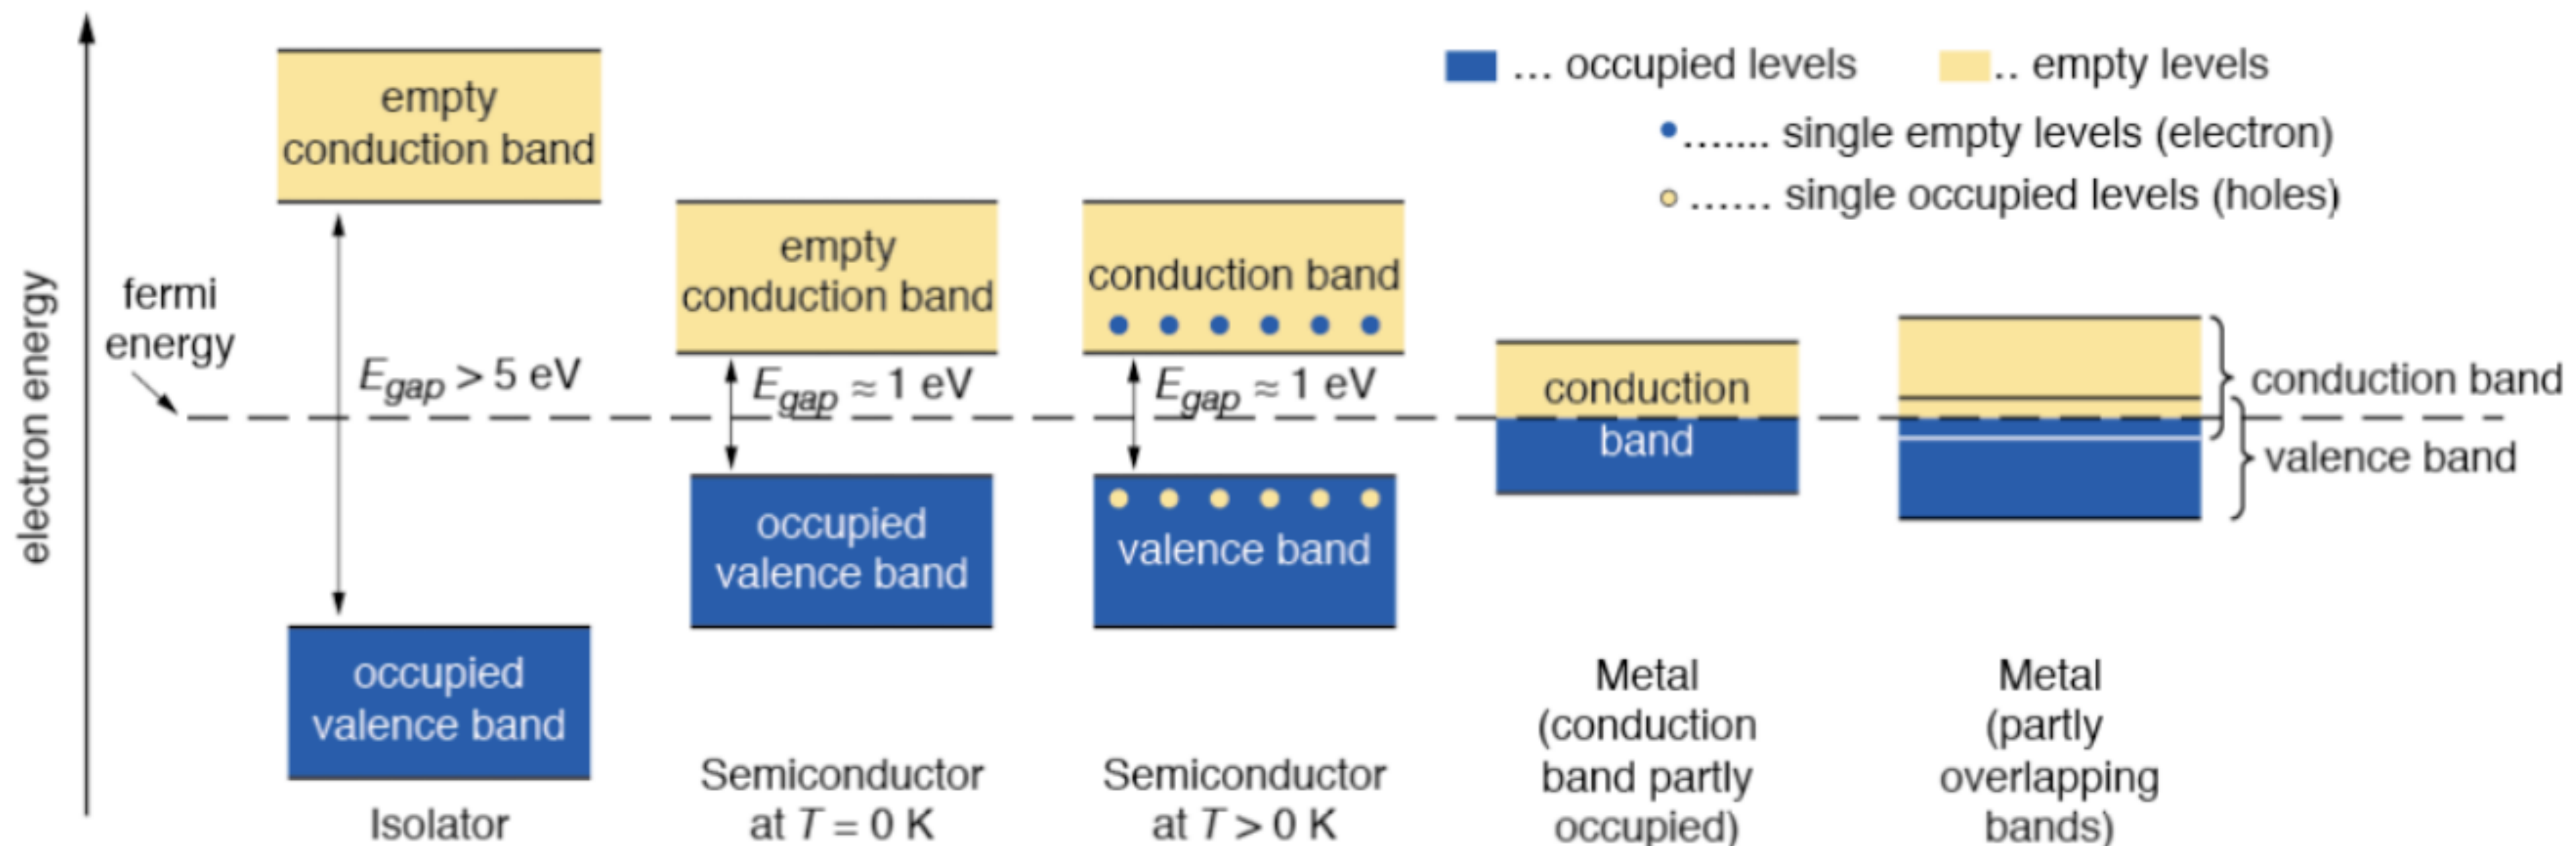 electron energy
fermi
energy
empty
conduction band
E_gap > 5 eV
occupied
valence band
Isolator
empty
conduction band
E_gap ≈ 1 eV
occupied
valence band
Semiconductor
at T = 0 K
conduction band
E_gap ≈ 1 eV
valence band
Semiconductor
at T > 0 K
... occupied levels
.. empty levels
....... single empty levels (electron)
...... single occupied levels (holes)
conduction
band
Metal
(conduction
band partly
occupied)
conduction band
valence band
Metal
(partly
overlapping
bands)